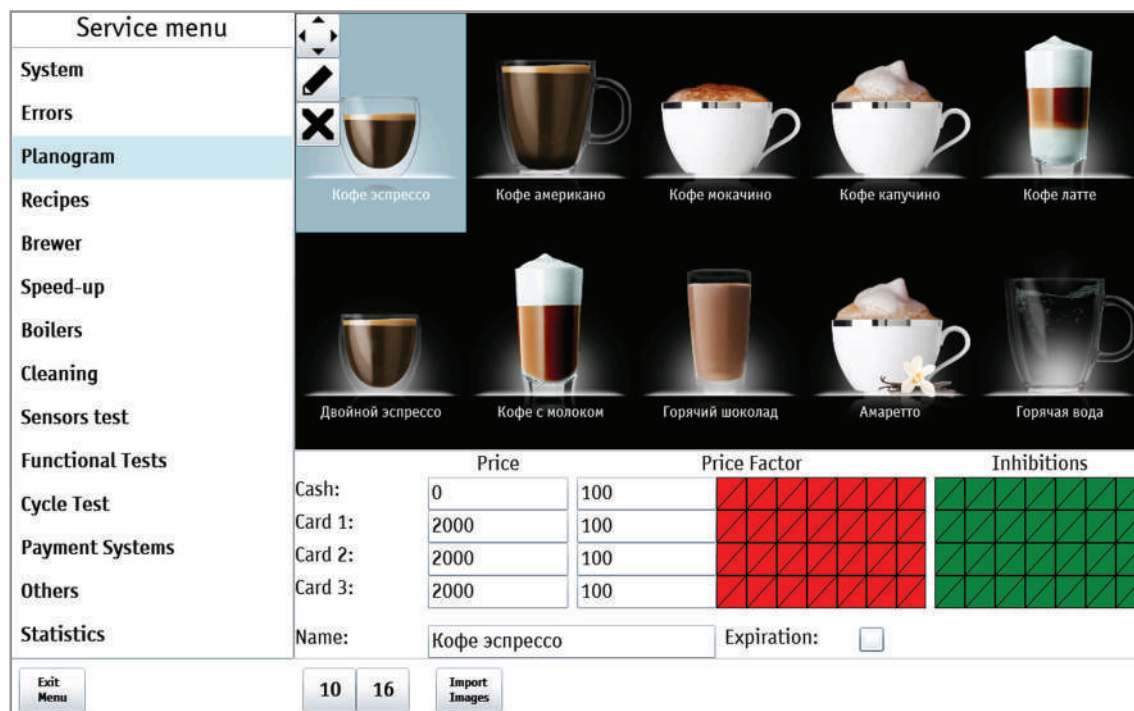 Service menu
System
Errors
Planogram
Recipes
Brewer
Speed-up
Boilers
Cleaning
Sensors test
Functional Tests
Cycle Test
Payment Systems
Others
Statistics
Exit
Menu
Кофе эспрессо
Кофе американо
Кофе мокачино
Кофе капучино
Кофе латте
Двойной эспрессо
Кофе с молоком
Горячий шоколад
Амаретто
Горячая вода
Price
Price Factor
Inhibitions
Cash:
0
100
Card 1:
2000
100
Card 2:
2000
100
Card 3:
2000
100
Name:
Кофе эспрессо
Expiration:
10
16
Import
Images